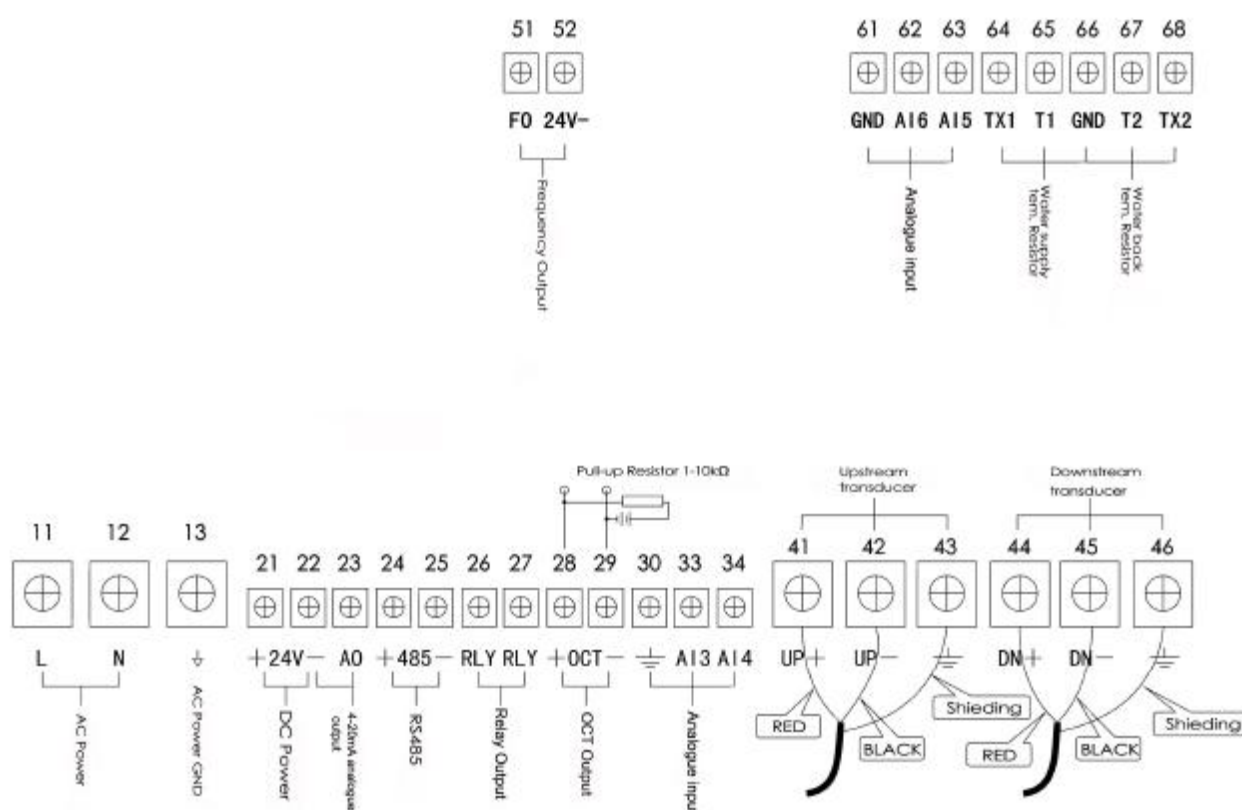 51 52
FO 24V-
Frequency Output
61 62 63 64 65 66 67 68
GND AI6 AI5 TX1 T1 GND T2 TX2
Analogue input
Water supply
tem. Resistor
Water back
tem. Resistor
Pull-up Resistor 1-10kΩ
Upstream
transducer
Downstream
transducer
11 12 13
21 22 23 24 25 26 27 28 29 30 33 34
41 42 43 44 45 46
L N
+24V- AO +485- RLY RLY +OCT- AI3 AI4
UP+ UP- DN+ DN-
AC Power
AC Power GND
DC Power
4-20mA analogue
output
RS485
Relay Output
OCT Output
Analogue input
RED
BLACK
Shieding
RED
BLACK
Shieding